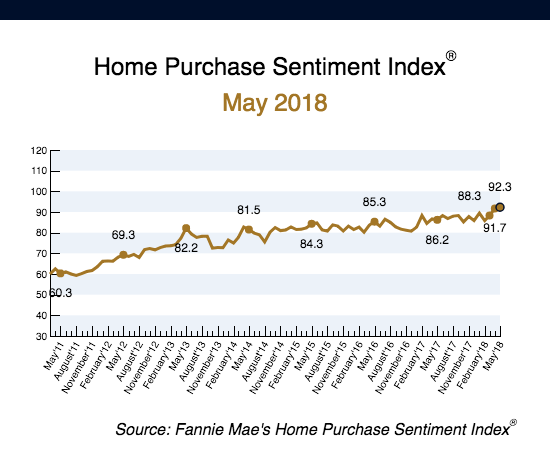 Home Purchase Sentiment Index®
May 2018
120
110
100
90
80
70
60
50
40
30
60.3
69.3
82.2
81.5
84.3
85.3
86.2
88.3
91.7
92.3
May'11
August'11
November'11
February'12
May'12
August'12
November'12
February'13
May'13
August'13
November'13
February'14
May'14
August'14
November'14
February'15
May'15
August'15
November'15
February'16
May'16
August'16
November'16
February'17
May'17
August'17
November'17
February'18
May'18
Source: Fannie Mae's Home Purchase Sentiment Index®